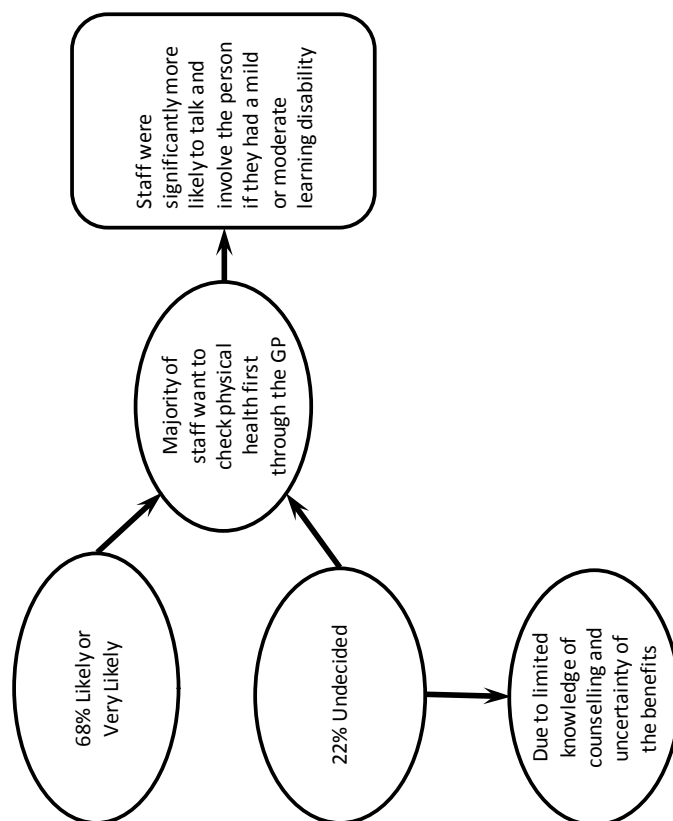 68% Likely or
Very Likely
22% Undecided
Due to limited
knowledge of
counselling and
uncertainty of
the benefits
Majority of
staff want to
check physical
health first
through the GP
Staff were
significantly more
likely to talk and
involve the person
if they had a mild
or moderate
learning disability